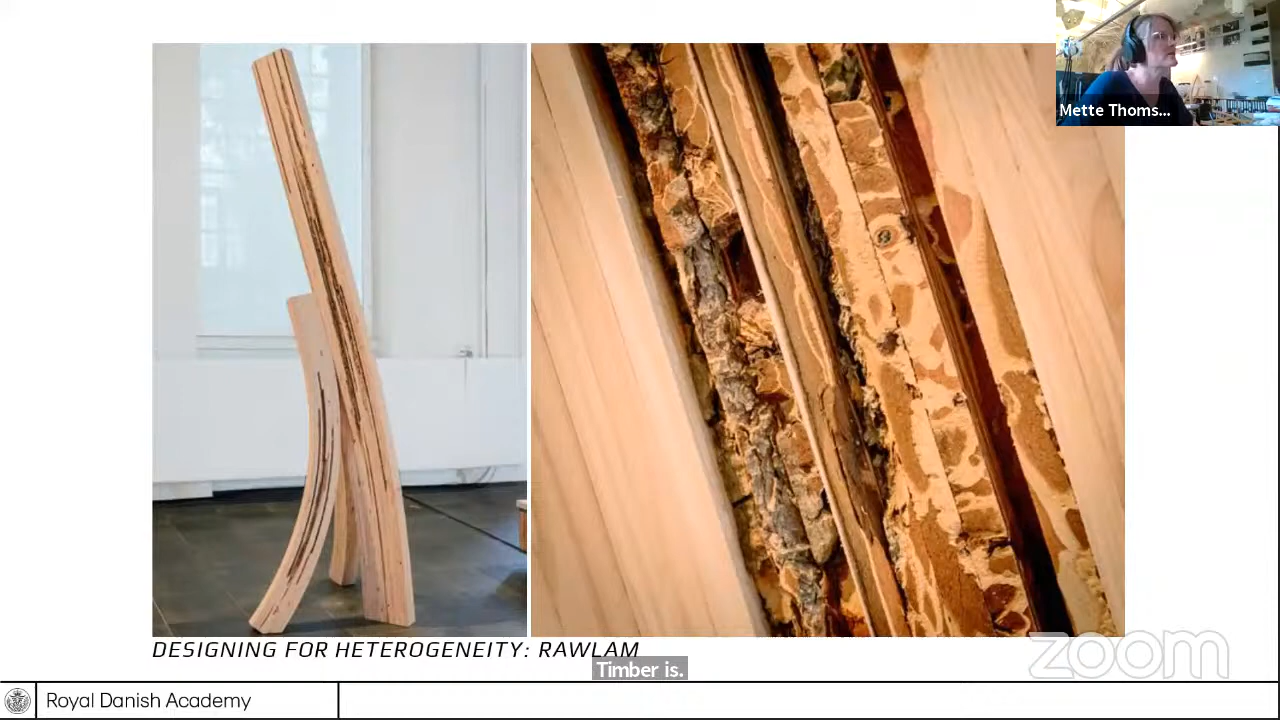 Mette Thoms...
DESIGNING FOR HETEROGENEITY: RAWLAM
Timber is.
zoom
Royal Danish Academy